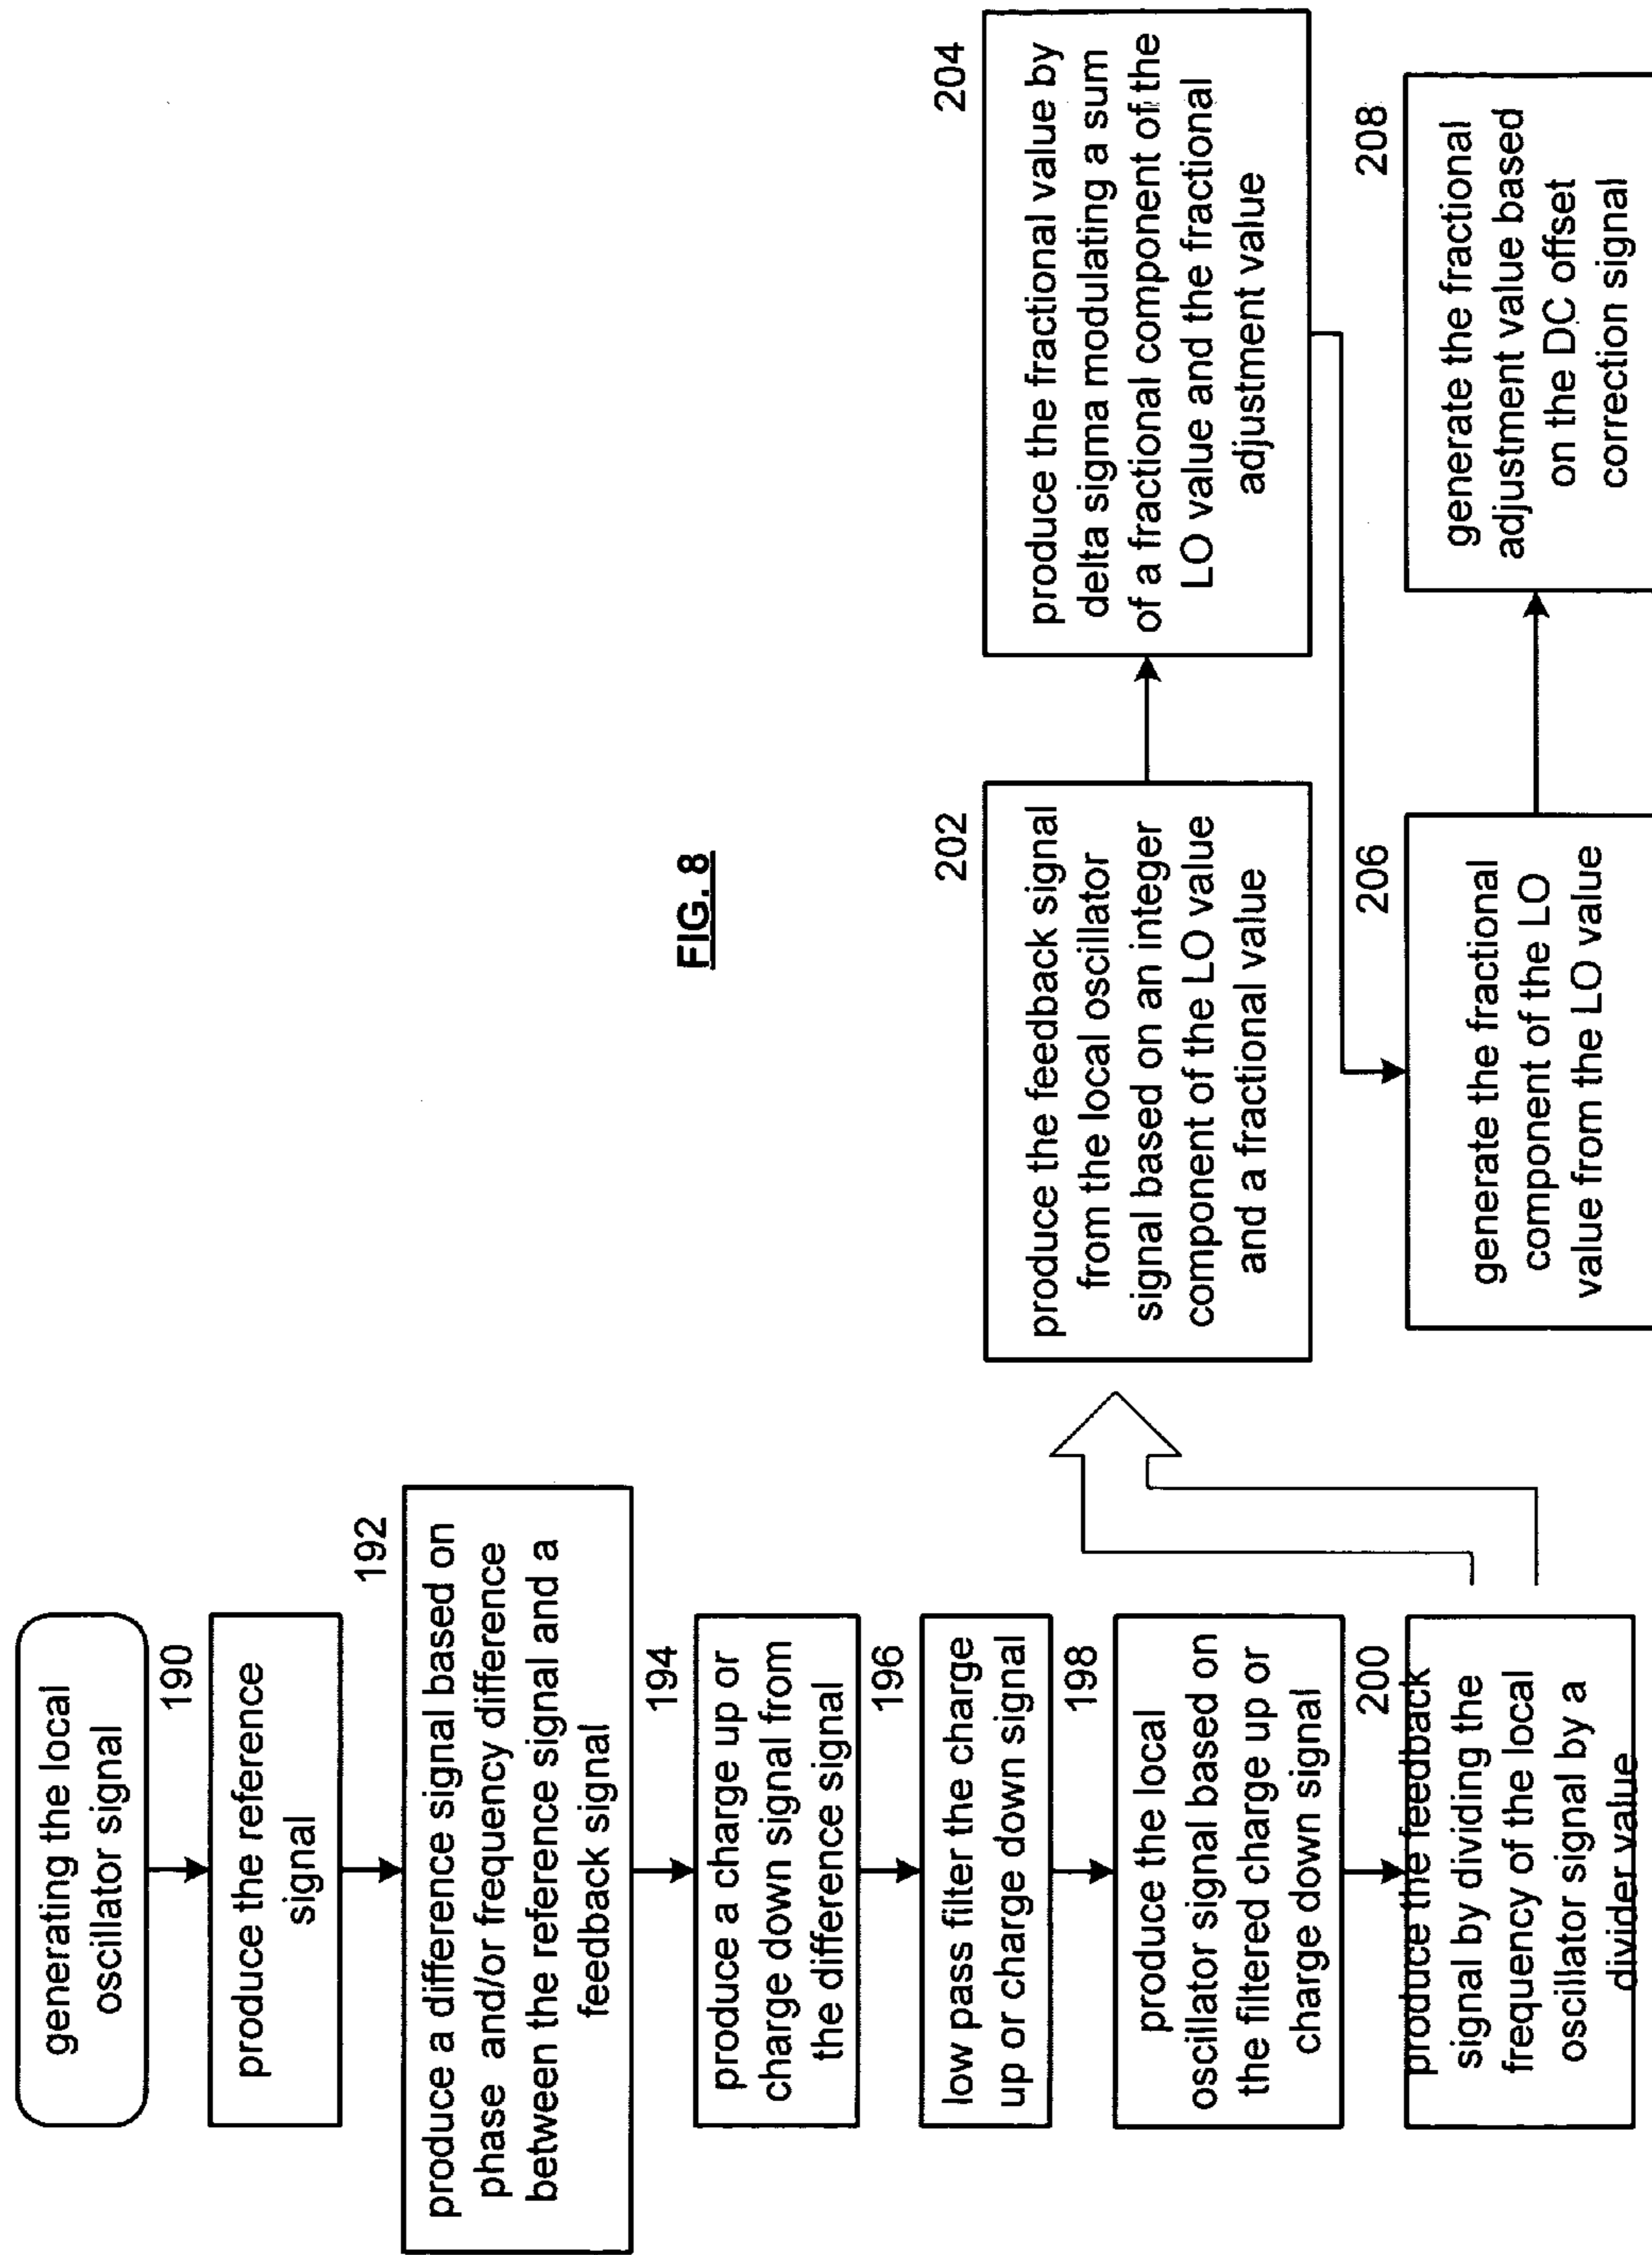 generating the local
oscillator signal
190
produce the reference
signal
192
produce a difference signal based on
phase and/or frequency difference
between the reference signal and a
feedback signal
194
produce a charge up or
charge down signal from
the difference signal
196
low pass filter the charge
up or charge down signal
198
produce the local
oscillator signal based on
the filtered charge up or
charge down signal
200
produce the feedback
signal by dividing the
frequency of the local
oscillator signal by a
divider value
FIG. 8
202
produce the feedback signal
from the local oscillator
signal based on an integer
component of the LO value
and a fractional value
204
produce the fractional value by
delta sigma modulating a sum
of a fractional component of the
LO value and the fractional
adjustment value
206
generate the fractional
component of the LO
value from the LO value
208
generate the fractional
adjustment value based
on the DC offset
correction signal